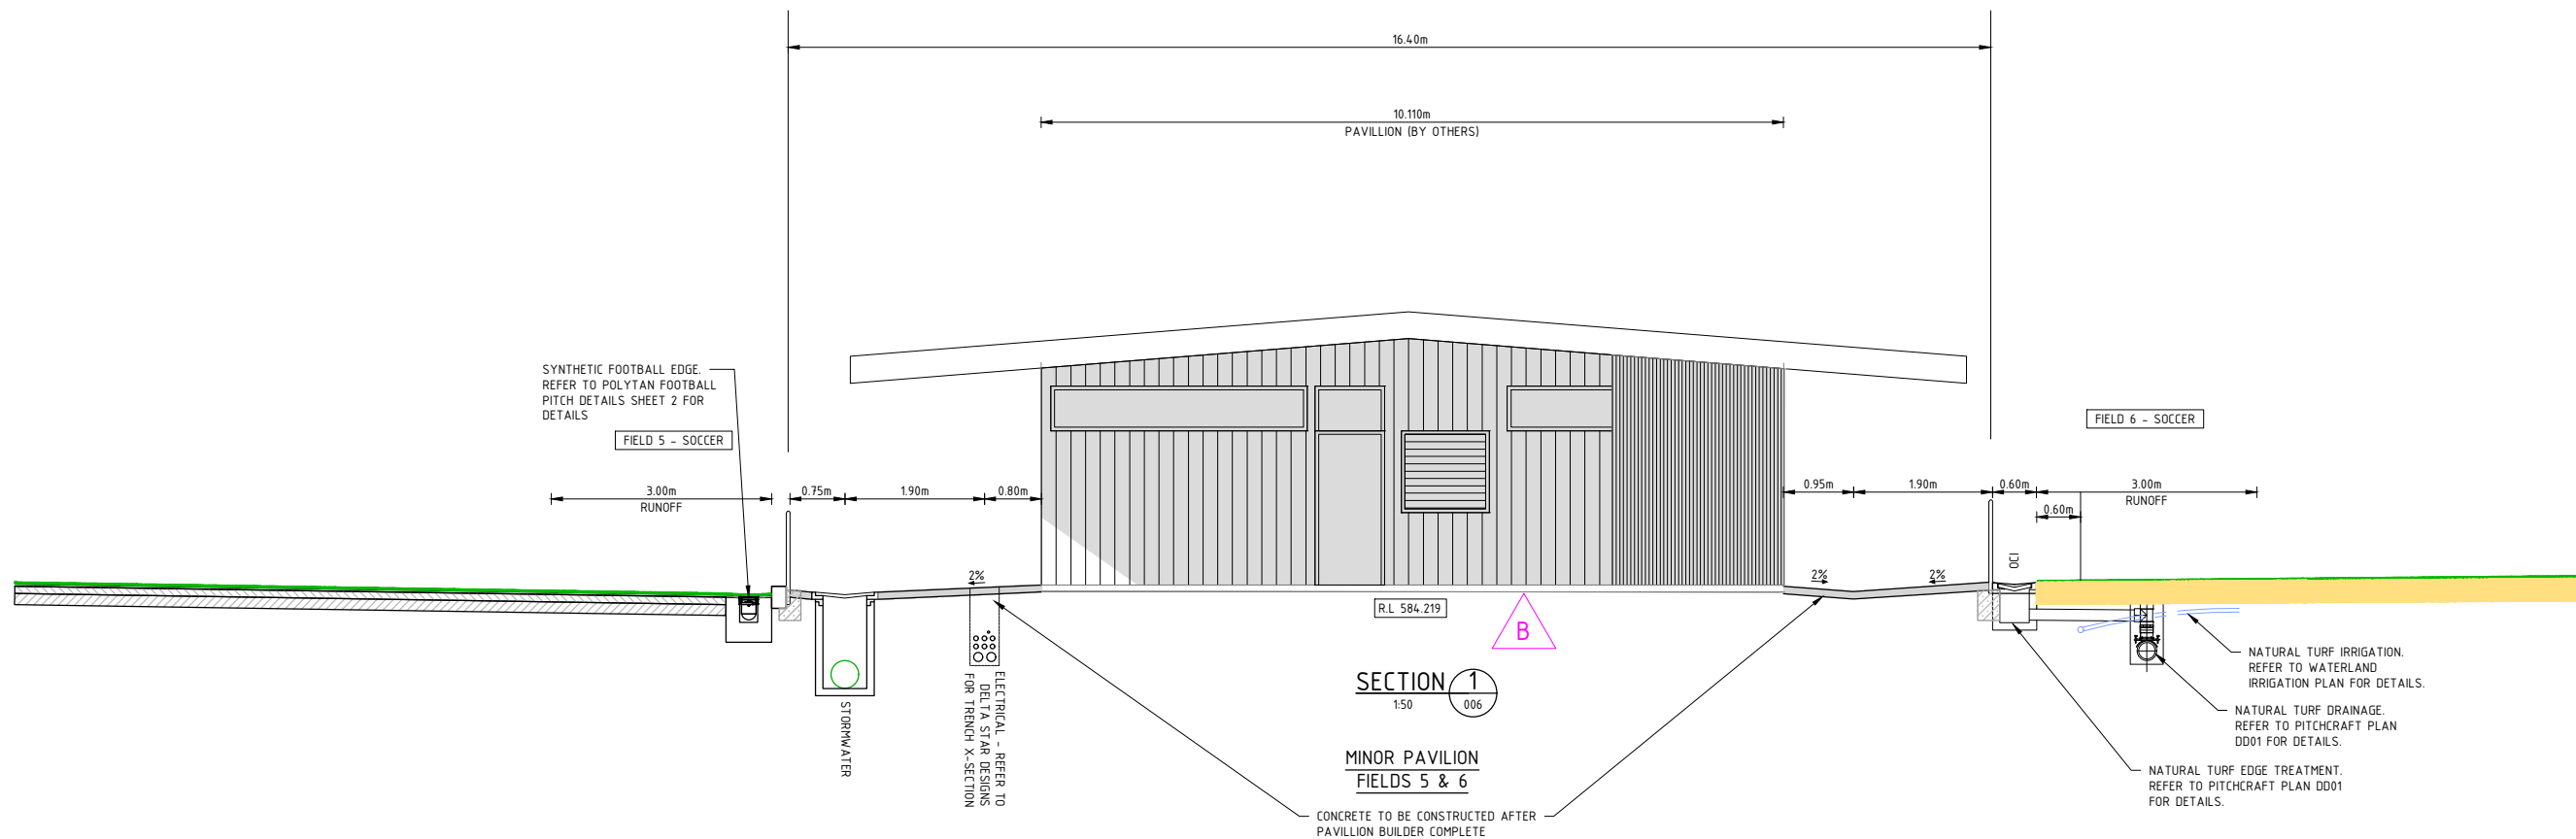 16.40m
10.110m
PAVILLION (BY OTHERS)
SYNTHETIC FOOTBALL EDGE.
REFER TO POLYTAN FOOTBALL
PITCH DETAILS SHEET 2 FOR
DETAILS
FIELD 5 - SOCCER
FIELD 6 - SOCCER
3.00m
RUNOFF
0.75m
1.90m
0.80m
0.95m
1.90m
0.60m
3.00m
RUNOFF
0.60m
OCI
2%
2%
2%
R.L 584.219
B
STORMWATER
ELECTRICAL - REFER TO
DELTA STAR DESIGNS
FOR TRENCH X-SECTION
SECTION 1
1:50 006
MINOR PAVILION
FIELDS 5 & 6
NATURAL TURF IRRIGATION.
REFER TO WATERLAND
IRRIGATION PLAN FOR DETAILS.
NATURAL TURF DRAINAGE.
REFER TO PITCHCRAFT PLAN
DD01 FOR DETAILS.
NATURAL TURF EDGE TREATMENT.
REFER TO PITCHCRAFT PLAN DD01
FOR DETAILS.
CONCRETE TO BE CONSTRUCTED AFTER
PAVILLION BUILDER COMPLETE